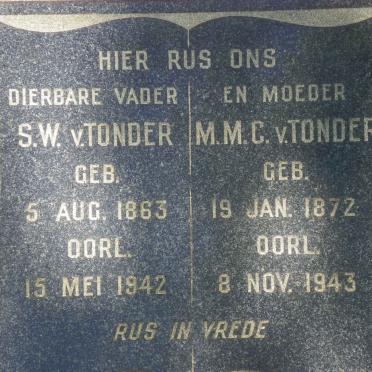 HIER RUS ONS
DIERBARE VADER EN MOEDER
S.W. v.TONDER M.M.C. v.TONDER
GEB. GEB.
5 AUG. 1863 19 JAN. 1872
OORL. OORL.
15 MEI 1942 8 NOV. 1943
RUS IN VREDE